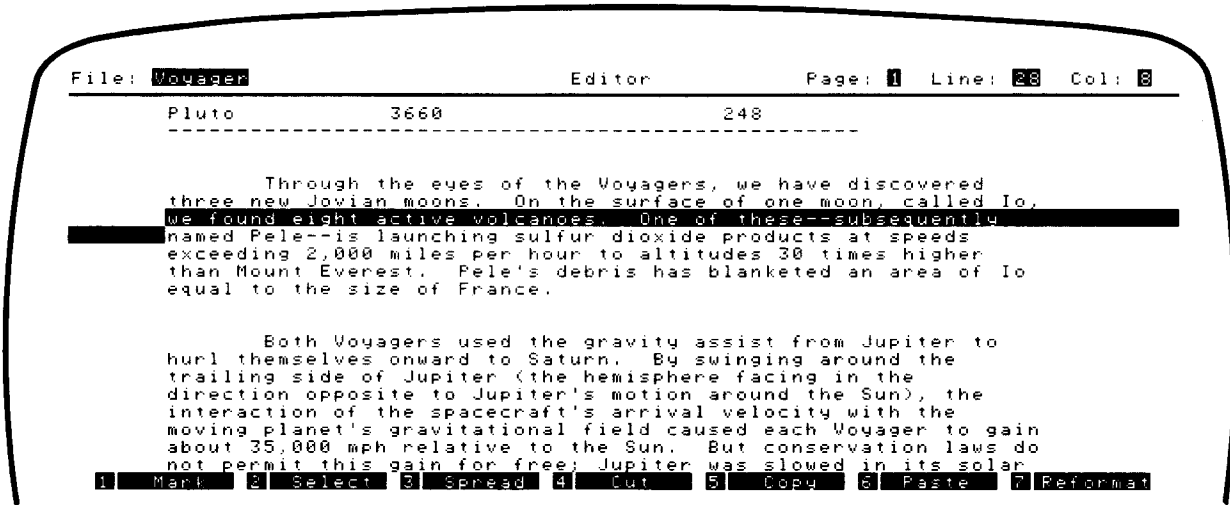 File: Voyager Editor Page: 1 Line: 28 Col: 8
Pluto 3660 248
-----------------------------------------------------
Through the eyes of the Voyagers, we have discovered
three new Jovian moons. On the surface of one moon, called Io,
we found eight active volcanoes. One of these--subsequently
named Pele--is launching sulfur dioxide products at speeds
exceeding 2,000 miles per hour to altitudes 30 times higher
than Mount Everest. Pele's debris has blanketed an area of Io
equal to the size of France.
Both Voyagers used the gravity assist from Jupiter to
hurl themselves onward to Saturn. By swinging around the
trailing side of Jupiter (the hemisphere facing in the
direction opposite to Jupiter's motion around the Sun), the
interaction of the spacecraft's arrival velocity with the
moving planet's gravitational field caused each Voyager to gain
about 35,000 mph relative to the Sun. But conservation laws do
not permit this gain for free; Jupiter was slowed in its solar
1 Mark 2 Select 3 Spread 4 Cut 5 Copy 6 Paste 7 Reformat